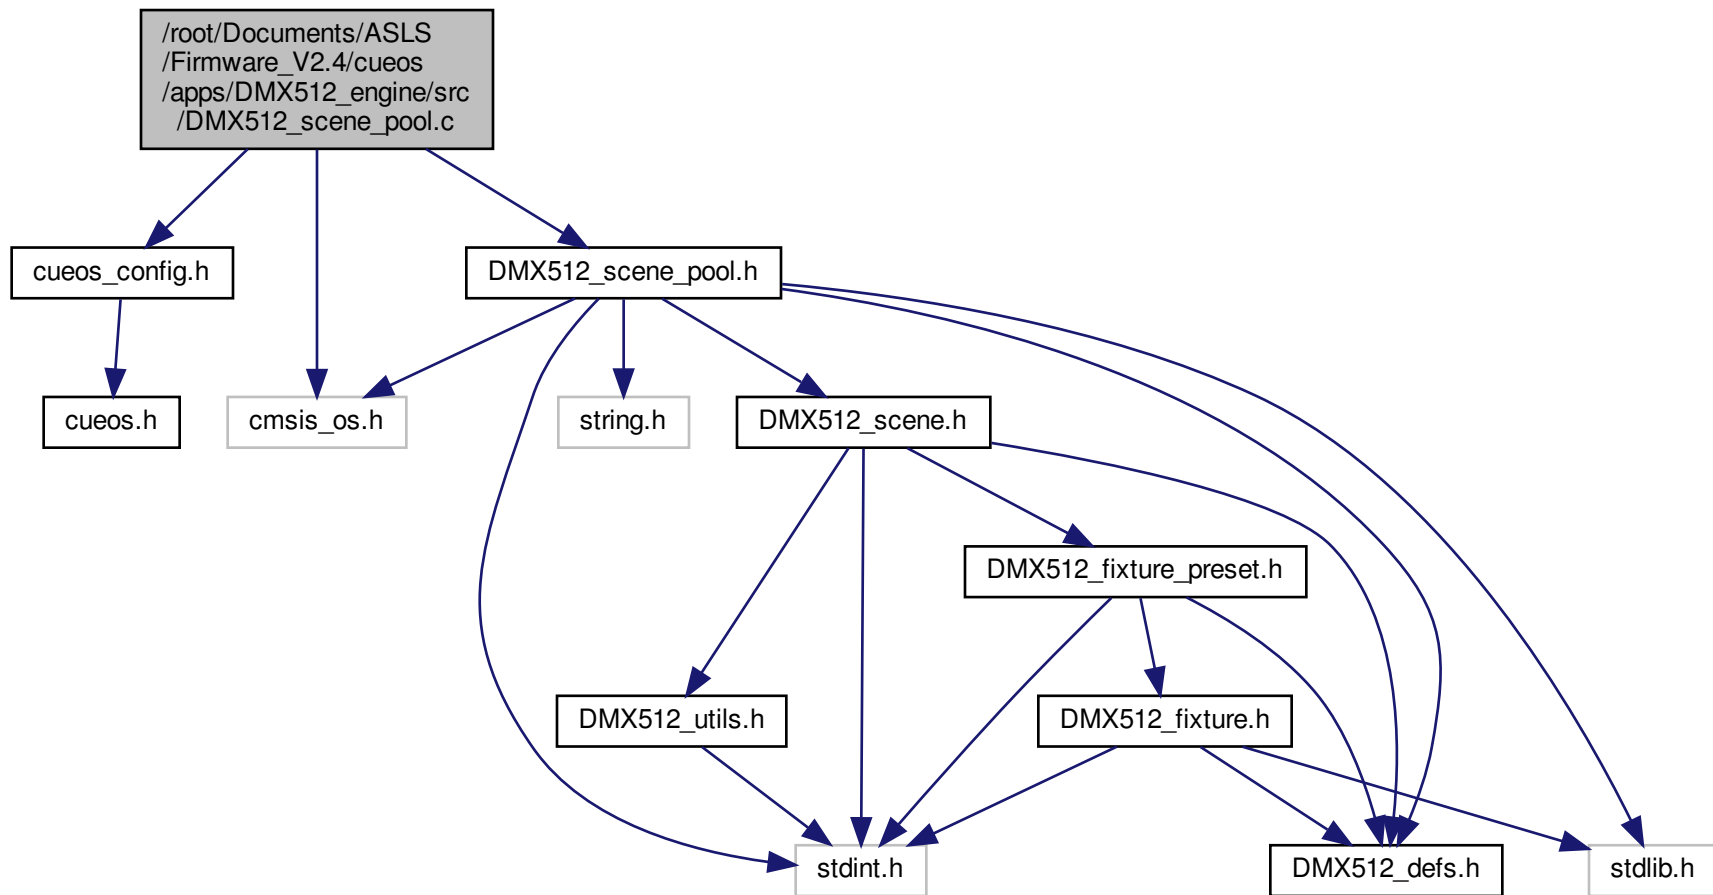 /root/Documents/ASLS
/Firmware_V2.4/cueos
/apps/DMX512_engine/src
/DMX512_scene_pool.c
cueos_config.h
DMX512_scene_pool.h
cueos.h
cmsis_os.h
string.h
DMX512_scene.h
DMX512_fixture_preset.h
DMX512_utils.h
DMX512_fixture.h
stdint.h
DMX512_defs.h
stdlib.h